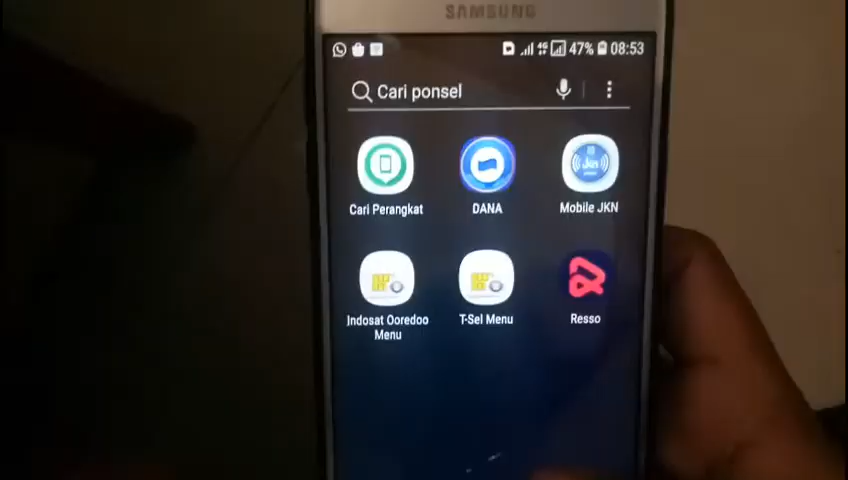 SAMSUNG
47% 08:53
Cari ponsel
Cari Perangkat
DANA
Mobile JKN
Indosat Ooredoo
Menu
T-Sel Menu
Resso